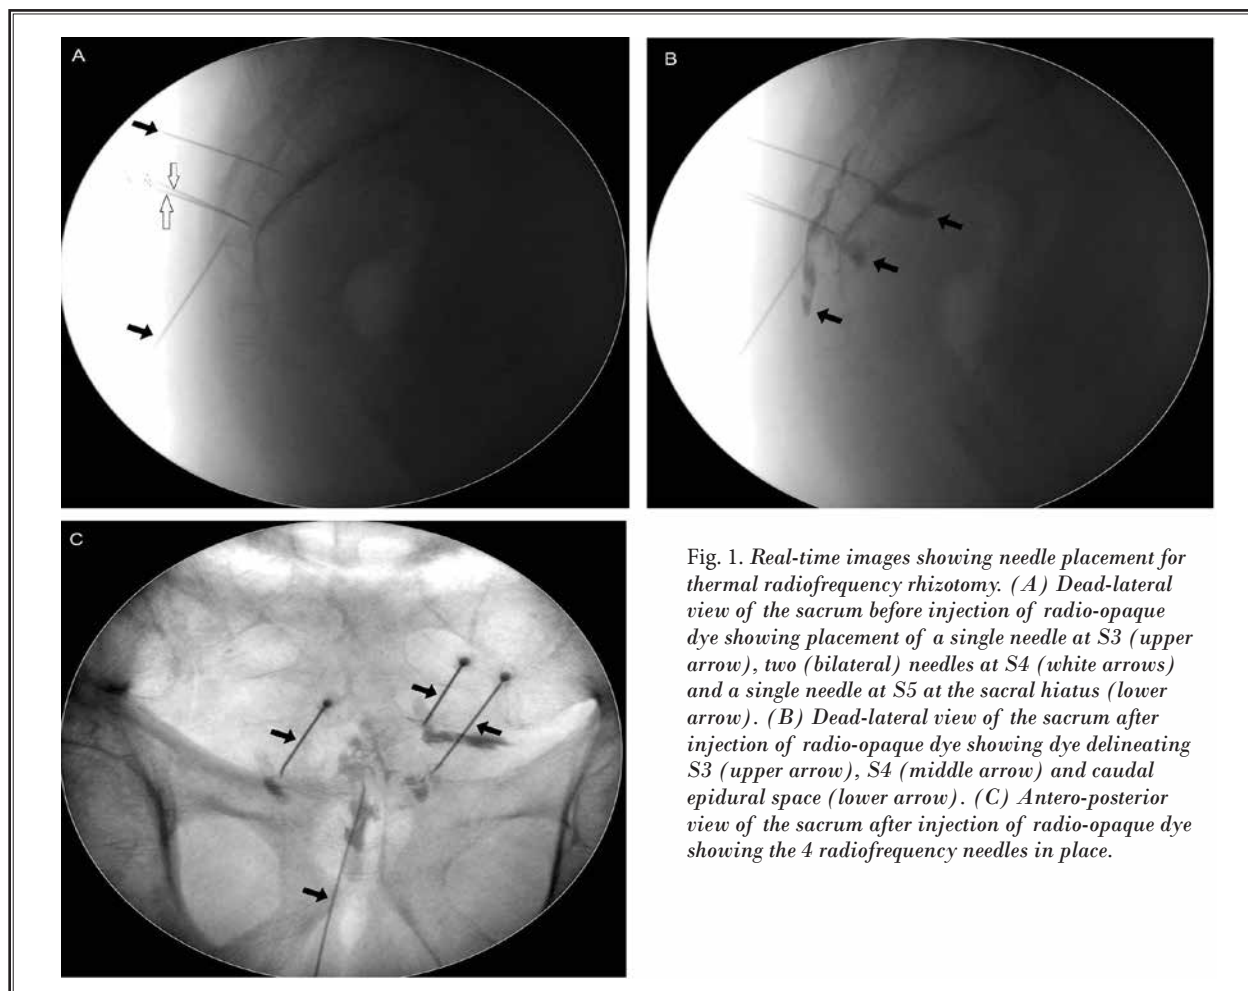 A
B
C
Fig. 1. Real-time images showing needle placement for
thermal radiofrequency rhizotomy. (A) Dead-lateral
view of the sacrum before injection of radio-opaque
dye showing placement of a single needle at S3 (upper
arrow), two (bilateral) needles at S4 (white arrows)
and a single needle at S5 at the sacral hiatus (lower
arrow). (B) Dead-lateral view of the sacrum after
injection of radio-opaque dye showing dye delineating
S3 (upper arrow), S4 (middle arrow) and caudal
epidural space (lower arrow). (C) Antero-posterior
view of the sacrum after injection of radio-opaque dye
showing the 4 radiofrequency needles in place.